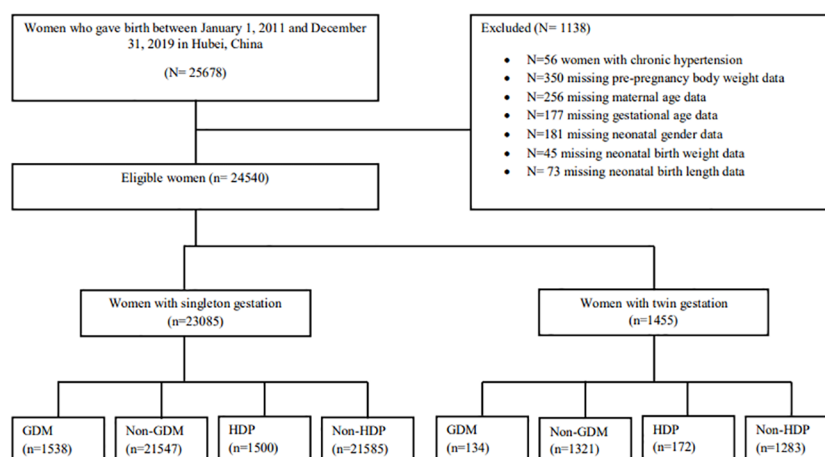 Women who gave birth between January 1, 2011 and December
31, 2019 in Hubei, China
(N= 25678)
Excluded (N= 1138)
• N=56 women with chronic hypertension
• N=350 missing pre-pregnancy body weight data
• N=256 missing maternal age data
• N=177 missing gestational age data
• N=181 missing neonatal gender data
• N=45 missing neonatal birth weight data
• N= 73 missing neonatal birth length data
Eligible women (n= 24540)
Women with singleton gestation
(n=23085)
Women with twin gestation
(n=1455)
GDM
(n=1538)
Non-GDM
(n=21547)
HDP
(n=1500)
Non-HDP
(n=21585)
GDM
(n=134)
Non-GDM
(n=1321)
HDP
(n=172)
Non-HDP
(n=1283)